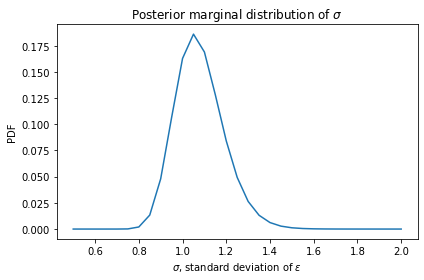 Posterior marginal distribution of σ
PDF
0.175
0.150
0.125
0.100
0.075
0.050
0.025
0.000
0.6 0.8 1.0 1.2 1.4 1.6 1.8 2.0
σ, standard deviation of ε